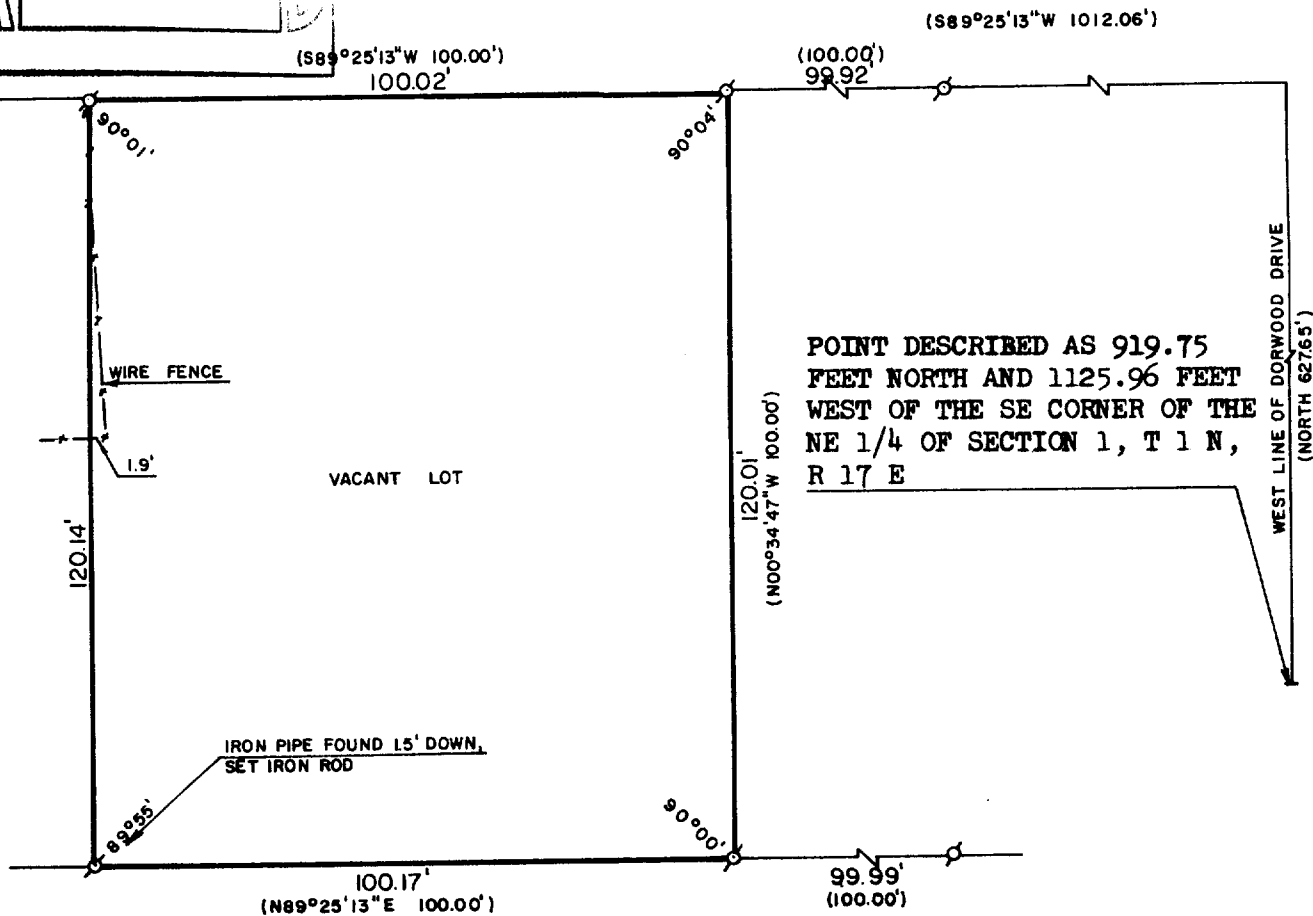 (S89°25'13"W 1012.06')
(S89°25'13"W 100.00')
100.02'
(100.00')
99.92'
90°01'
90°04'
WIRE FENCE
1.9'
VACANT LOT
120.14'
120.01'
(N00°34'47"W 100.00')
POINT DESCRIBED AS 919.75
FEET NORTH AND 1125.96 FEET
WEST OF THE SE CORNER OF THE
NE 1/4 OF SECTION 1, T 1 N,
R 17 E
WEST LINE OF DORWOOD DRIVE
(NORTH 627.65')
IRON PIPE FOUND 1.5' DOWN,
SET IRON ROD
89°55'
90°00'
100.17'
(N89°25'13"E 100.00')
99.99'
(100.00')